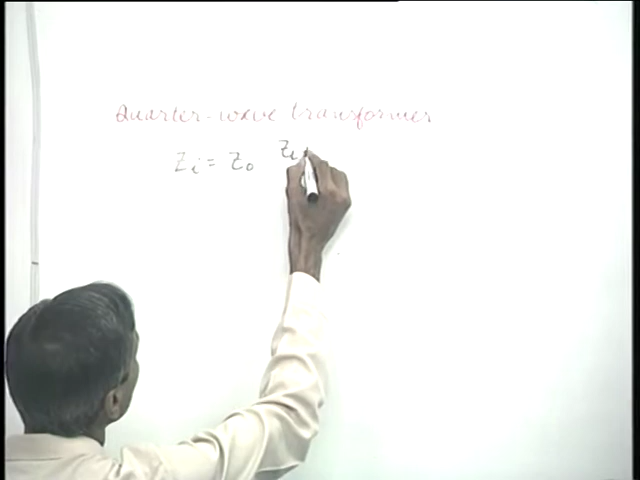 Quarter-wave transformer
Zi = Z0 ZL